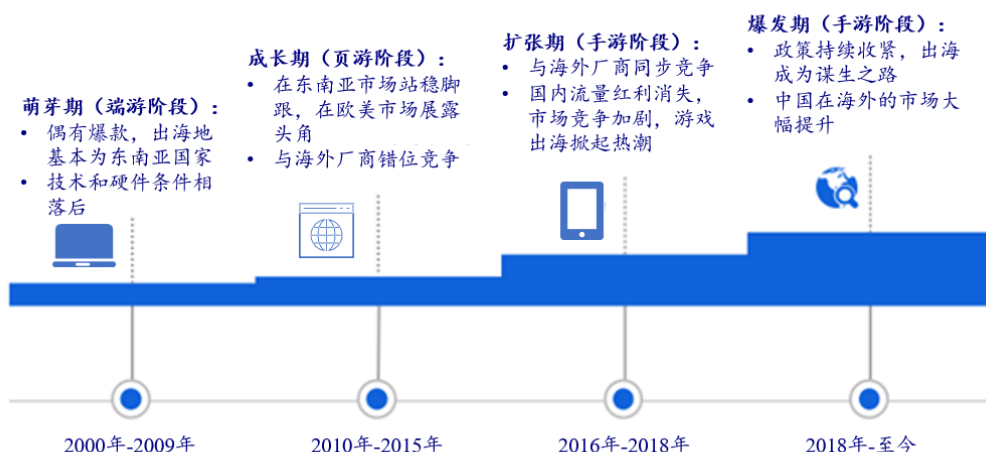 萌芽期（端游阶段）：
• 偶有爆款，出海地
基本为东南亚国家
• 技术和硬件条件相
落后
成长期（页游阶段）：
• 在东南亚市场站稳脚
跟，在欧美市场展露
头角
• 与海外厂商错位竞争
扩张期（手游阶段）：
• 与海外厂商同步竞争
• 国内流量红利消失，
市场竞争加剧，游戏
出海掀起热潮
爆发期（手游阶段）：
• 政策持续收紧，出海
成为谋生之路
• 中国在海外的市场大
幅提升
2000年-2009年
2010年-2015年
2016年-2018年
2018年-至今